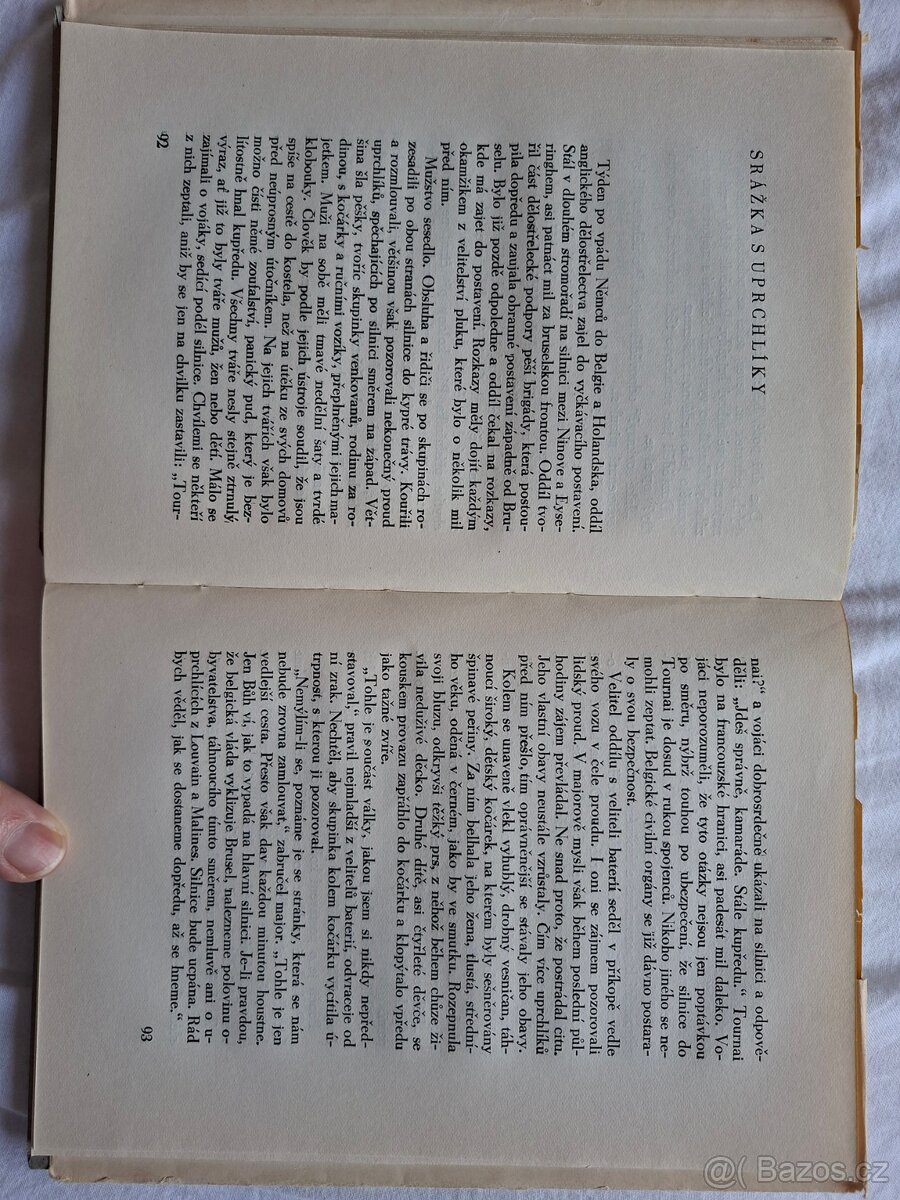 SRÁŽKA S UPRCHLÍKY
Týden po vpádu Němců do Belgie a Holandska, oddíl
anglického dělostřelectva zajel do vyčkávacího postavení.
Stál v dlouhém stromořadí na silnici mezi Ninove a Eyse-
ringhem, asi patnáct mil za bruselskou frontou. Oddíl tvo-
řil část dělostřelecké podpory pěší brigády, která postou-
pila dopředu a zaujala obranné postavení západně od Bru-
selu. Bylo již pozdě odpoledne a oddíl čekal na rozkazy,
kde má zajet do postavení. Rozkazy měly dojít každým
okamžikem z velitelství pluku, které bylo o několik mil
před ním.
Mužstvo sesedlo. Obsluha a řidiči se po skupinách ro-
zesadili po obou stranách silnice do kypré trávy. Kouřili
a rozmlouvali, většinou však pozorovali nekonečný proud
uprchlíků, spěchajících po silnici směrem na západ. Vět-
šina šla pěšky, tvoříc skupinky venkovanů, rodinu za ro-
dinou, s kočárky a ručními vozíky, přeplněnými jejich ma-
jetkem. Muži na sobě měli tmavé nedělní šaty a tvrdé
klobouky. Člověk by podle jejich ústroje soudil, že jsou
spíše na cestě do kostela, než na útěku ze svých domovů
před neúprosným útočníkem. Na jejich tvářích však bylo
možno čísti němé zoufalství, panický pud, který je bez-
lítostně hnal kupředu. Všechny tváře nesly stejně ztrnulý
výraz, ať již to byly tváře mužů, žen nebo dětí. Málo se
zajímali o vojáky, sedící podél silnice. Chvílemi se někteří
z nich zeptali, aniž by se jen na chvilku zastavili: „Tour-
92
nai?“ a vojáci dobrosrdečně ukázali na silnici a odpově-
děli: „Jdeš správně, kamaráde. Stále kupředu.“ Tournai
bylo na francouzské hranici, asi padesát mil daleko. Vo-
jáci neporozuměli, že tyto otázky nejsou jen poptávkou
po směru, nýbrž touhou po ubezpečení, že silnice do
Tournai je dosud v rukou spojenců. Nikoho jiného se ne-
mohli zeptat. Belgické civilní orgány se již dávno postara-
ly o svou bezpečnost.
Velitel oddílu s veliteli baterií seděl v příkopě vedle
svého vozu v čele proudu. I oni se zájmem pozorovali
lidský proud. V majorově mysli však během poslední půl-
hodiny zájem převládal. Ne snad proto, že postrádal citu.
Jeho vlastní obavy neustále vzrůstaly. Čím více uprchlíků
před ním přešlo, tím oprávněnější se stávaly jeho obavy.
Kolem se unaveně vlekl vyhublý, drobný vesničan, táh-
noucí široký, dětský kočárek, na kterém byly sešněrovány
špinavé peřiny. Za ním belhala jeho žena, tlustá, střední-
ho věku, oděná v černém, jako by ve smutku. Rozepnula
svoji bluzu, odkryvši těžký prs, z něhož během chůze ži-
vila neduživé děcko. Druhé dítě, asi čtyřleté děvče, se
kouskem provazu zapřáhlo do kočárku a klopýtalo vpředu
jako tažné zvíře.
„Tohle je součást války, jakou jsem si nikdy nepřed-
stavoval,“ pravil nejmladší z velitelů baterií, odvraceje od
ní zrak. Nechtěl, aby skupinka kolem kočárku vycítila ú-
trpnost, s kterou ji pozoroval.
„Nemýlím-li se, poznáme je se stránky, která se nám
nebude zrovna zamlouvat,“ zabručel major. „Tohle je jen
vedlejší cesta. Přesto však dav každou minutou houstne.
Jen Bůh ví, jak to vypadá na hlavní silnici. Je-li pravdou,
že belgická vláda vyklizuje Brusel, nalezneme polovinu o-
byvatelstva, táhnoucího tímto směrem, nemluvě ani o u-
prchlících z Louvain a Malines. Silnice bude ucpána. Rád
bych věděl, jak se dostaneme dopředu, až se hneme.“
93
@ Bazos.cz